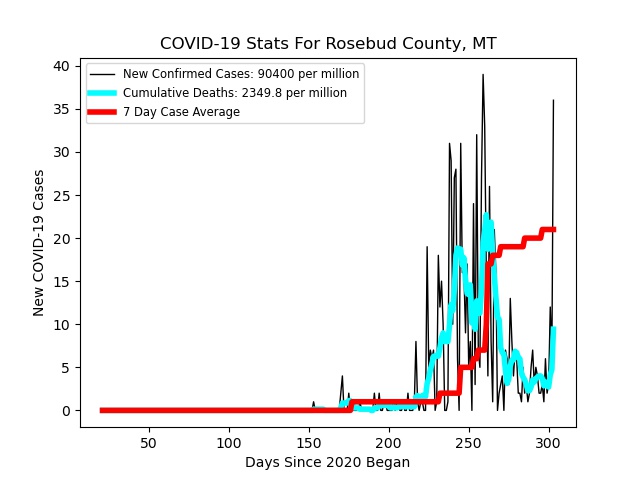 COVID-19 Stats For Rosebud County, MT
New Confirmed Cases: 90400 per million
Cumulative Deaths: 2349.8 per million
7 Day Case Average
New COVID-19 Cases
40
35
30
25
20
15
10
5
0
50 100 150 200 250 300
Days Since 2020 Began